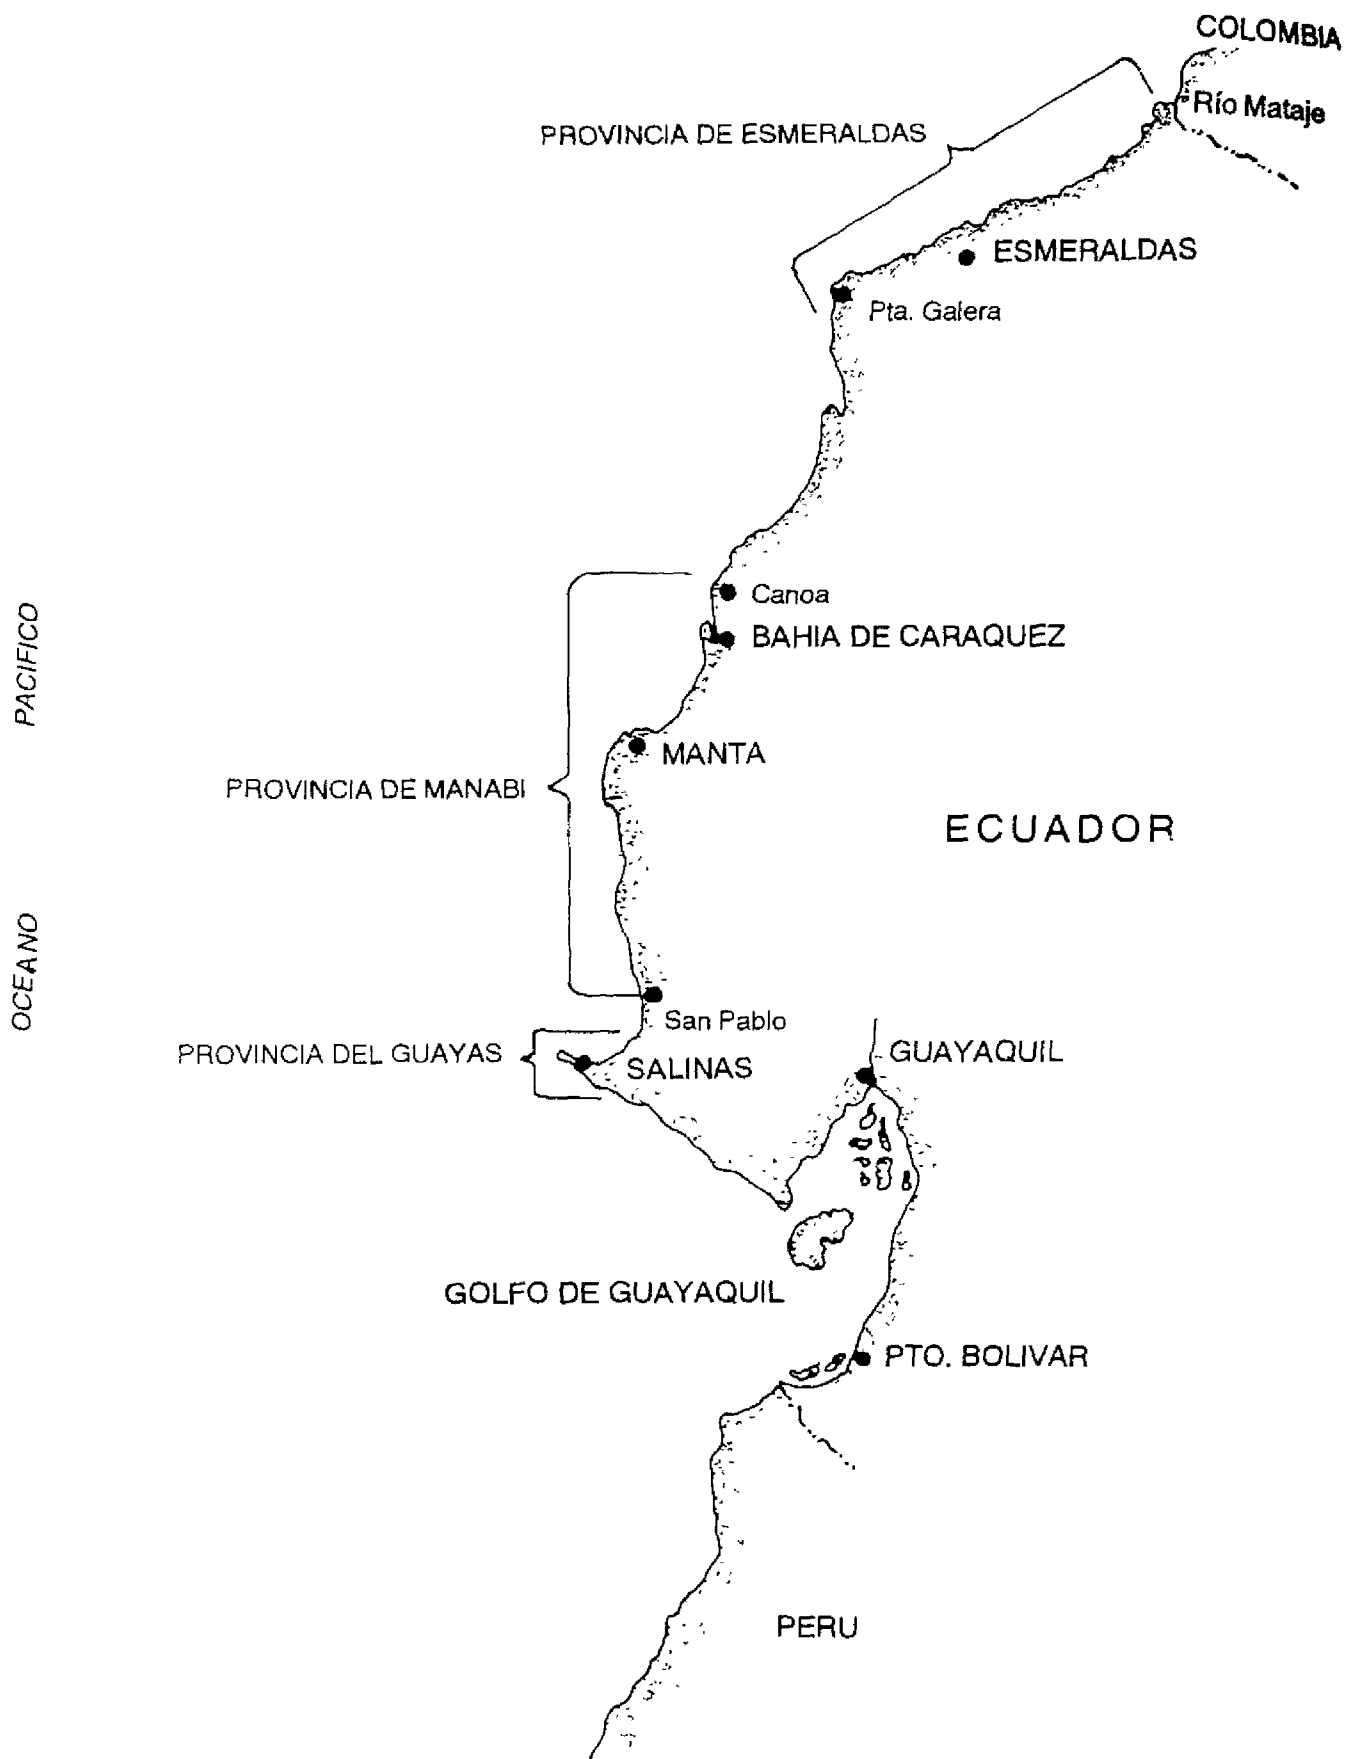 COLOMBIA
Río Mataje
PROVINCIA DE ESMERALDAS
ESMERALDAS
Pta. Galera
Canoa
BAHIA DE CARAQUEZ
PACIFICO
MANTA
PROVINCIA DE MANABI
ECUADOR
OCEANO
San Pablo
PROVINCIA DEL GUAYAS
SALINAS
GUAYAQUIL
GOLFO DE GUAYAQUIL
PTO. BOLIVAR
PERU